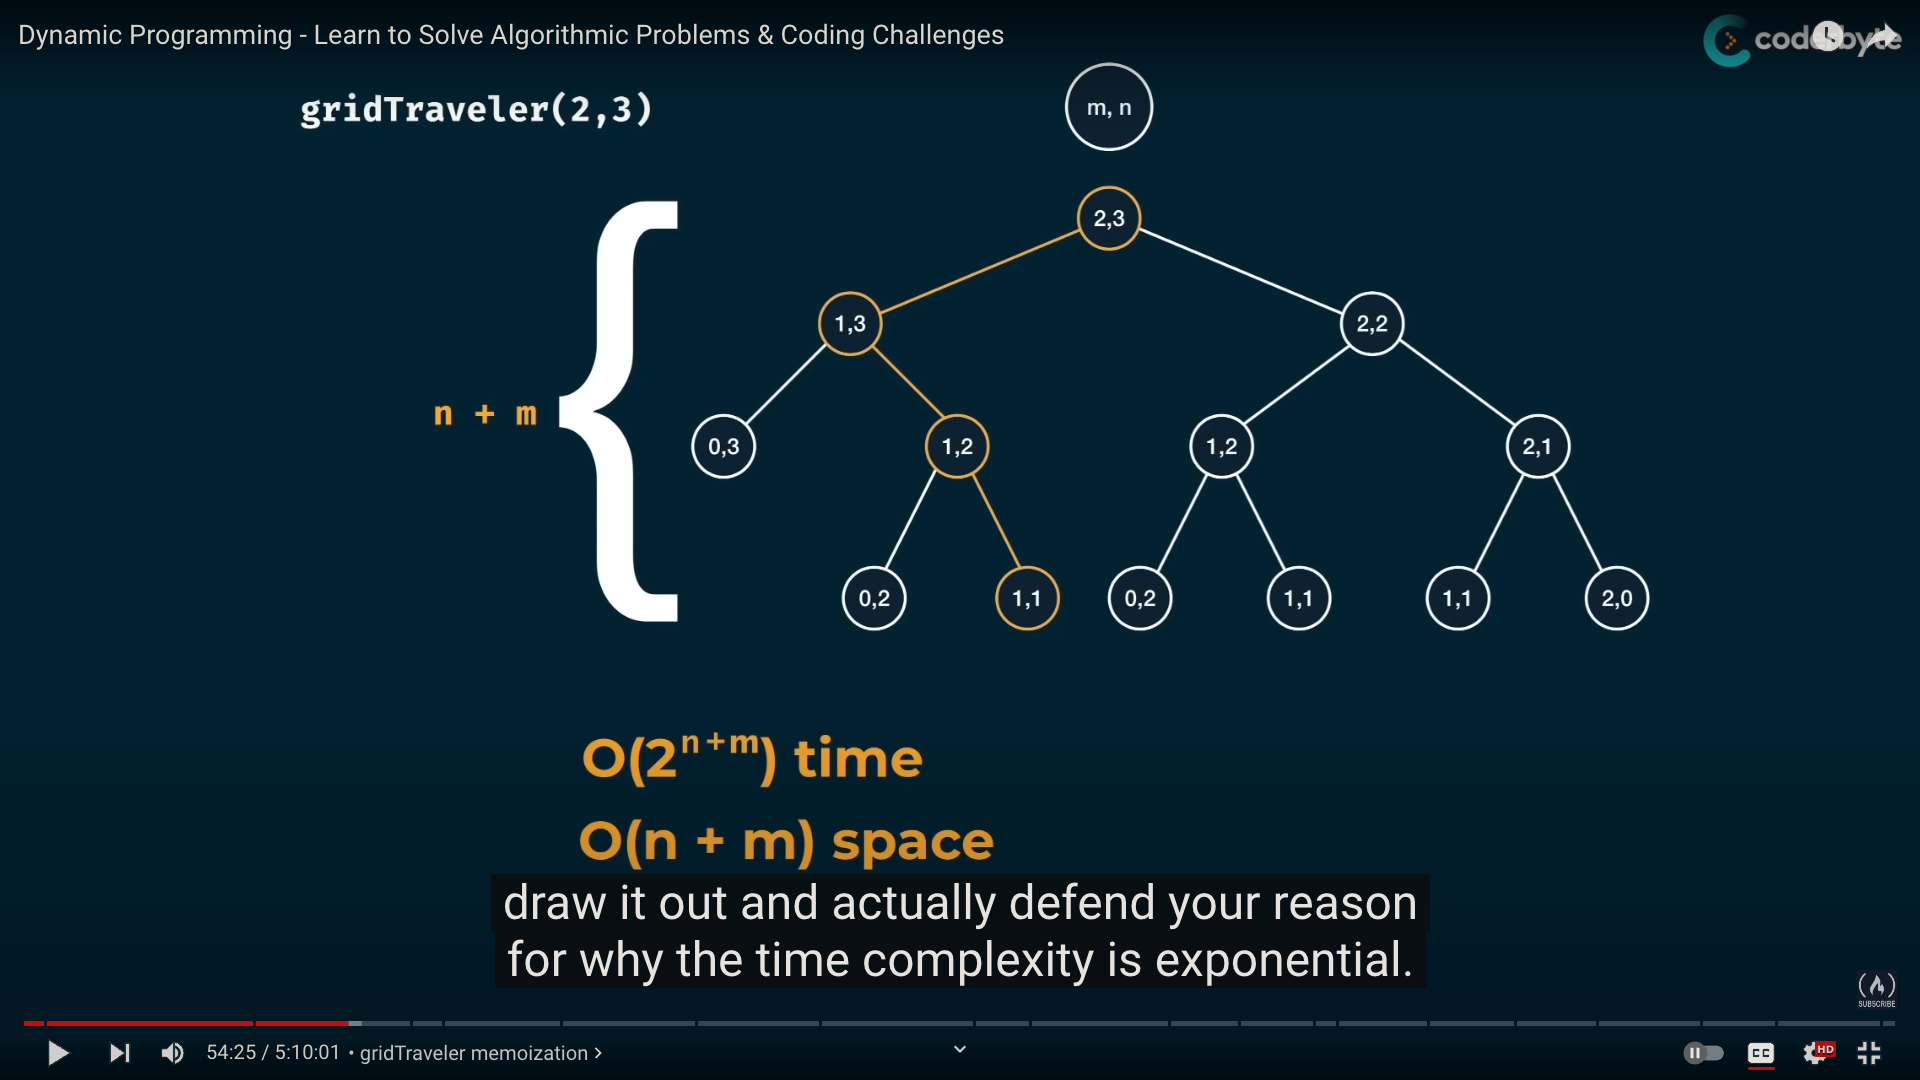 Dynamic Programming - Learn to Solve Algorithmic Problems & Coding Challenges
coderbyte
gridTraveler(2,3)
m, n
2,3
1,3
2,2
n + m
0,3
1,2
1,2
2,1
0,2
1,1
0,2
1,1
1,1
2,0
O(2ⁿ⁺ᵐ) time
O(n + m) space
draw it out and actually defend your reason
for why the time complexity is exponential.
SUBSCRIBE
54:25 / 5:10:01 • gridTraveler memoization >
CC
HD